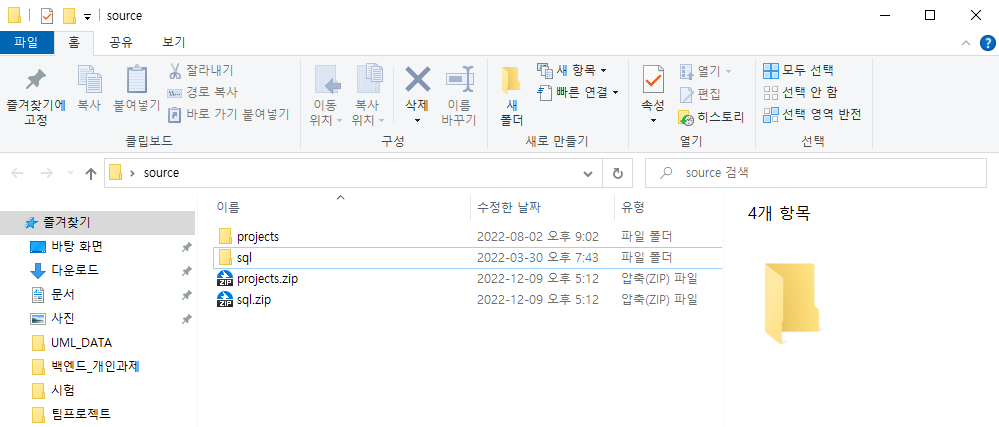 source
파일 홈 공유 보기
즐겨찾기에 고정
복사
붙여넣기
잘라내기
경로 복사
바로 가기 붙여넣기
클립보드
이동 위치
복사 위치
삭제
이름 바꾸기
구성
새 폴더
새 항목
빠른 연결
새로 만들기
속성
열기
편집
히스토리
열기
모두 선택
선택 안 함
선택 영역 반전
선택
source
source 검색
즐겨찾기
바탕 화면
다운로드
문서
사진
UML_DATA
백엔드_개인과제
시험
팀프로젝트
이름 수정한 날짜 유형
projects 2022-08-02 오후 9:02 파일 폴더
sql 2022-03-30 오후 7:43 파일 폴더
ZIP projects.zip 2022-12-09 오후 5:12 압축(ZIP) 파일
ZIP sql.zip 2022-12-09 오후 5:12 압축(ZIP) 파일
4개 항목